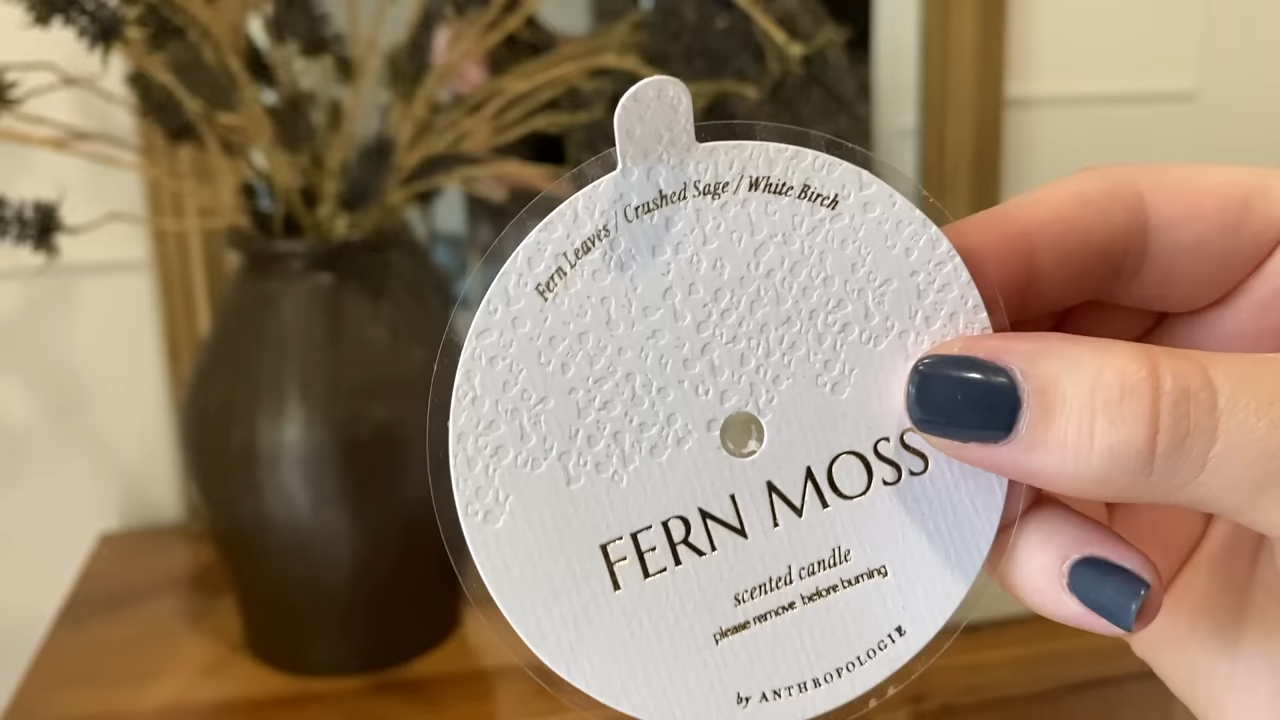 Fern Leaves / Crushed Sage / White Birch
FERN MOSS
scented candle
please remove before burning
by ANTHROPOLOGIE